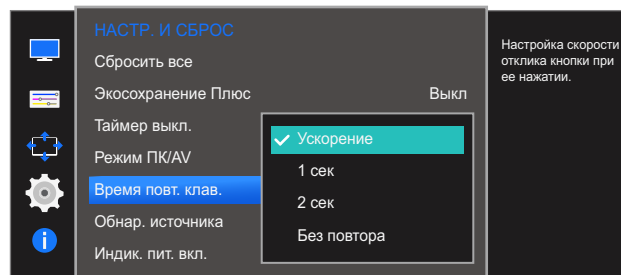 НАСТР. И СБРОС
Сбросить все
Экосохранение Плюс Выкл
Таймер выкл.
Режим ПК/AV
Время повт. клав.
Обнар. источника
Индик. пит. вкл.
Ускорение
1 сек
2 сек
Без повтора
Настройка скорости
отклика кнопки при
ее нажатии.